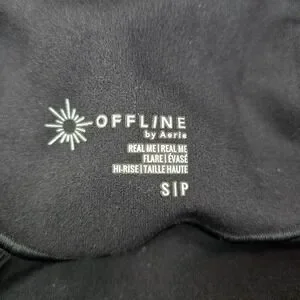 OFFLINE
by Aerie
REAL ME | REAL ME
FLARE | ÉVASÉ
HI-RISE | TAILLE HAUTE
S | P